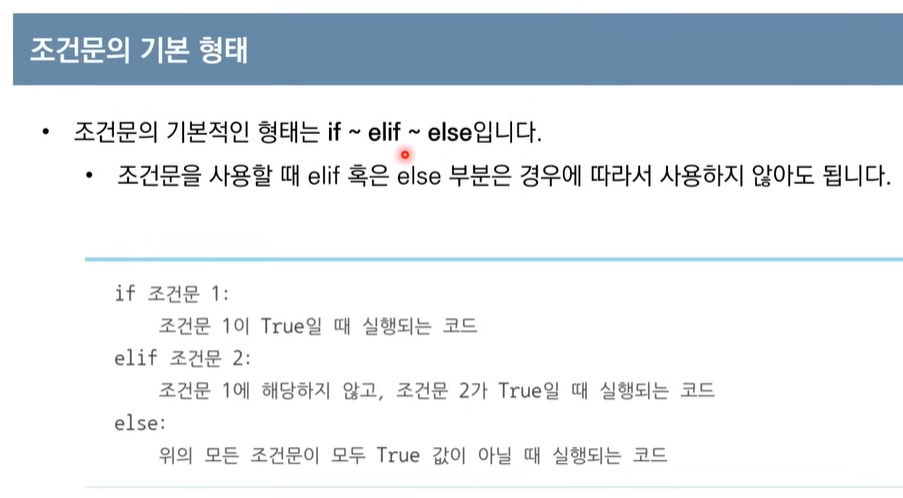 조건문의 기본 형태
• 조건문의 기본적인 형태는 if ~ elif ~ else입니다.
• 조건문을 사용할 때 elif 혹은 else 부분은 경우에 따라서 사용하지 않아도 됩니다.
if 조건문 1:
조건문 1이 True일 때 실행되는 코드
elif 조건문 2:
조건문 1에 해당하지 않고, 조건문 2가 True일 때 실행되는 코드
else:
위의 모든 조건문이 모두 True 값이 아닐 때 실행되는 코드